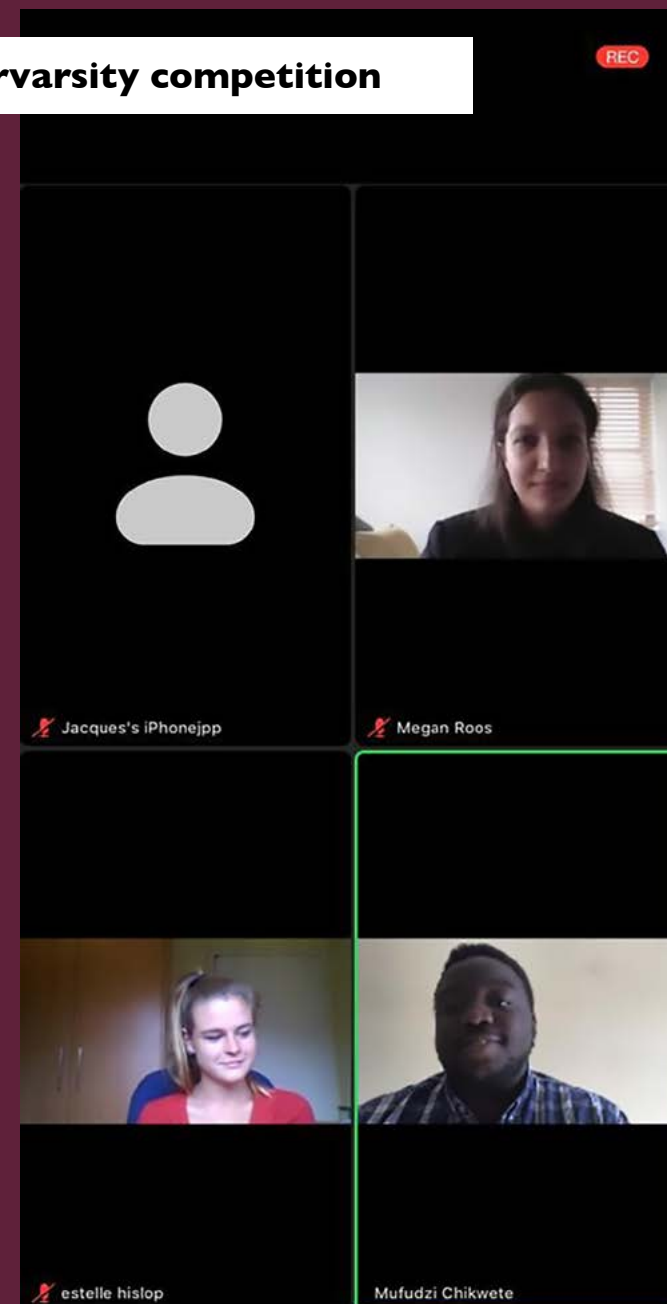 rvarsity competition
REC
Jacques's iPhonejpp
Megan Roos
estelle hislop
Mufudzi Chikwete